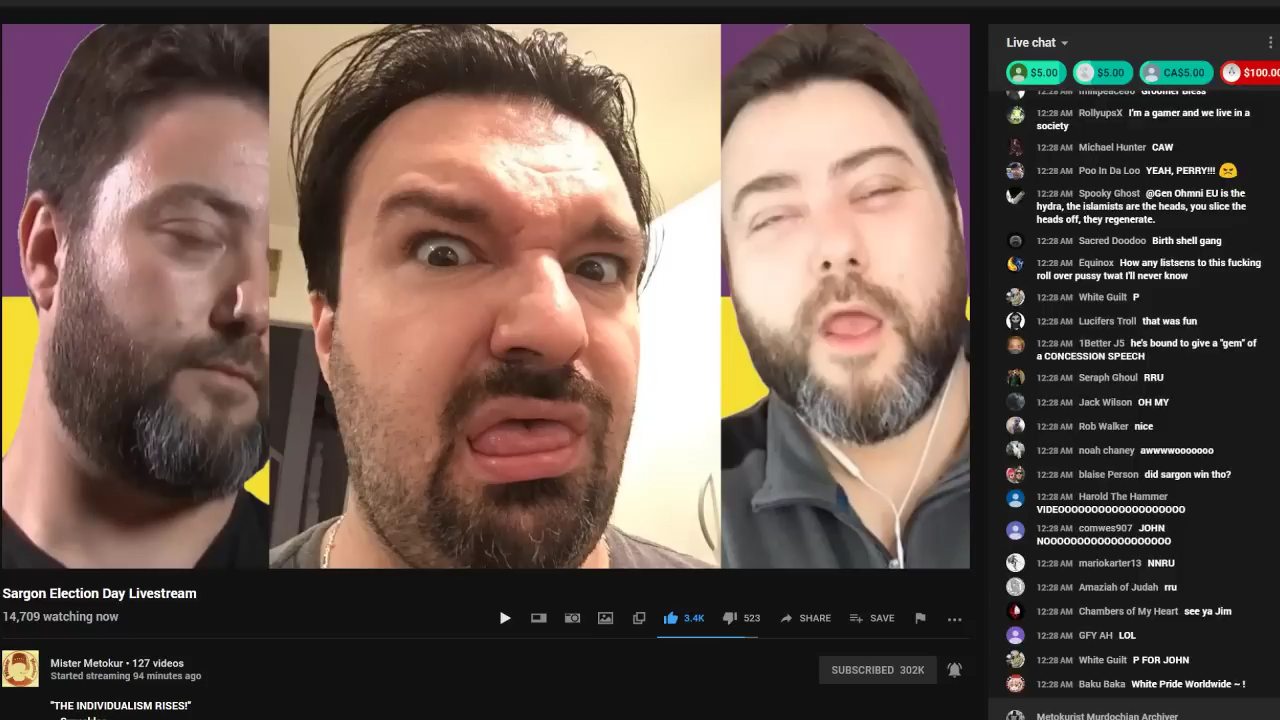 Live chat
$5.00
$5.00
CA$5.00
$100.00
Groomer Bless
12:28 AM RollyupsX I'm a gamer and we live in a
society
12:28 AM Michael Hunter CAW
12:28 AM Poo In Da Loo YEAH, PERRY!!!
12:28 AM Spooky Ghost @Gen Ohmni EU is the
hydra, the islamists are the heads, you slice the
heads off, they regenerate.
12:28 AM Sacred Doodoo Birth shell gang
12:28 AM Equinox How any listsens to this fucking
roll over pussy twat I'll never know
12:28 AM White Guilt P
12:28 AM Lucifers Troll that was fun
12:28 AM 1Better J5 he's bound to give a "gem" of
a CONCESSION SPEECH
12:28 AM Seraph Ghoul RRU
12:28 AM Jack Wilson OH MY
12:28 AM Rob Walker nice
12:28 AM noah chaney awwwwooooooo
12:28 AM blaise Person did sargon win tho?
12:28 AM Harold The Hammer
VIDEOOOOOOOOOOOOOOOOOOO
12:28 AM comwes907 JOHN
NOOOOOOOOOOOOOOOOOOO
12:28 AM mariokarter13 NNRU
12:28 AM Amaziah of Judah rru
12:28 AM Chambers of My Heart see ya Jim
12:28 AM GFY AH LOL
12:28 AM White Guilt P FOR JOHN
12:28 AM Baku Baka White Pride Worldwide ~ !
Metokurist Murdochian Archiver
Sargon Election Day Livestream
14,709 watching now
3.4K
523
SHARE
SAVE
Mister Metokur • 127 videos
Started streaming 94 minutes ago
SUBSCRIBED 302K
"THE INDIVIDUALISM RISES!"